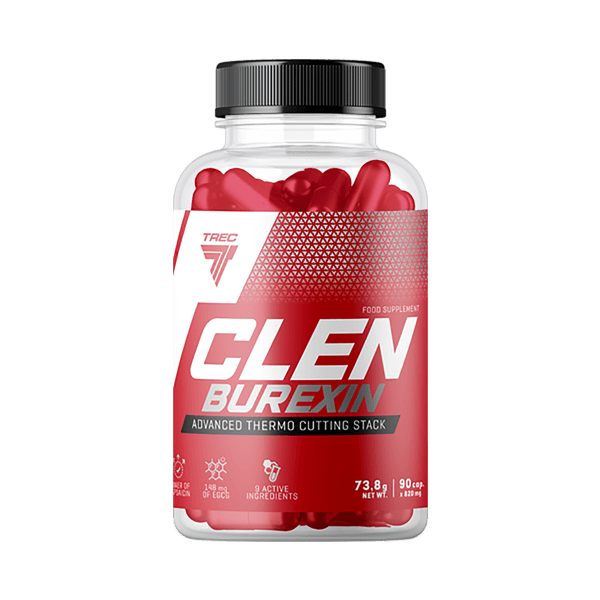 TREC
FOOD SUPPLEMENT
CLEN
BUREXIN
ADVANCED THERMO CUTTING STACK
OF
148 mg
OF EGCG
9 ACTIVE
INGREDIENTS
73.8g
NET WT.
90 cap.
x 820 mg